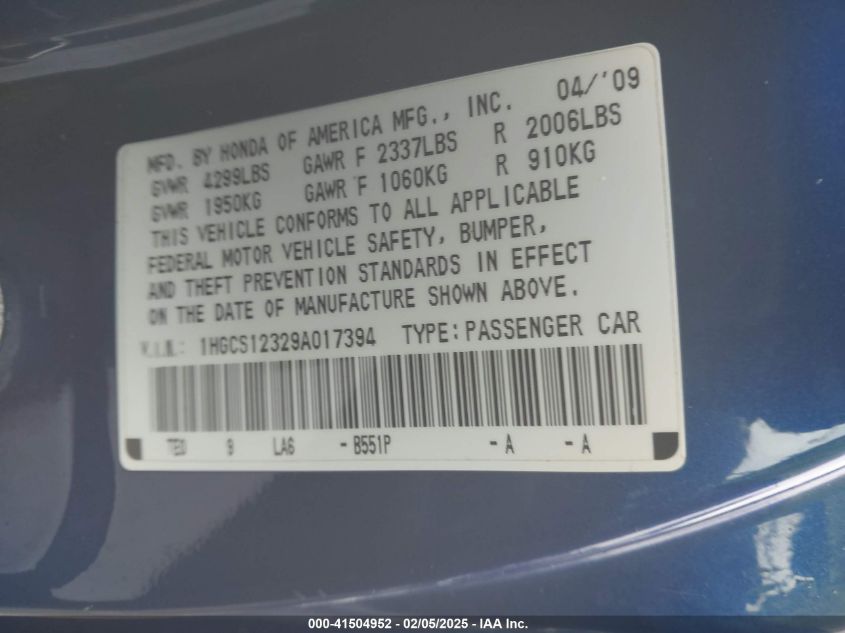 MFD. BY HONDA OF AMERICA MFG., INC. 04/'09
GVWR 4299LBS GAWR F 2337LBS R 2006LBS
GVWR 1950KG GAWR F 1060KG R 910KG
THIS VEHICLE CONFORMS TO ALL APPLICABLE
FEDERAL MOTOR VEHICLE SAFETY, BUMPER,
AND THEFT PREVENTION STANDARDS IN EFFECT
ON THE DATE OF MANUFACTURE SHOWN ABOVE.
V.I.N.: 1HGCS12329A017394 TYPE:PASSENGER CAR
9 LA6 -B551P -A -A
000-41504952 - 02/05/2025 - IAA Inc.